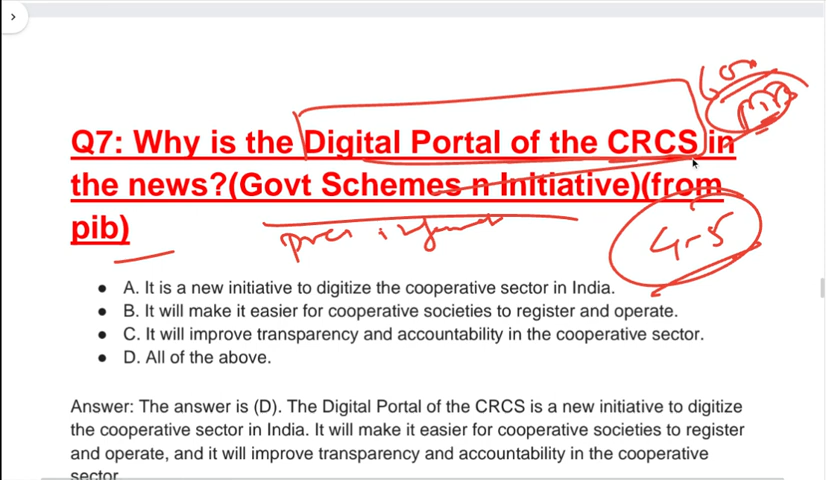 Q7: Why is the Digital Portal of the CRCS in
the news?(Govt Schemes n Initiative)(from
pib)
4-5
A. It is a new initiative to digitize the cooperative sector in India.
B. It will make it easier for cooperative societies to register and operate.
C. It will improve transparency and accountability in the cooperative sector.
D. All of the above.
Answer: The answer is (D). The Digital Portal of the CRCS is a new initiative to digitize
the cooperative sector in India. It will make it easier for cooperative societies to register
and operate, and it will improve transparency and accountability in the cooperative
sector